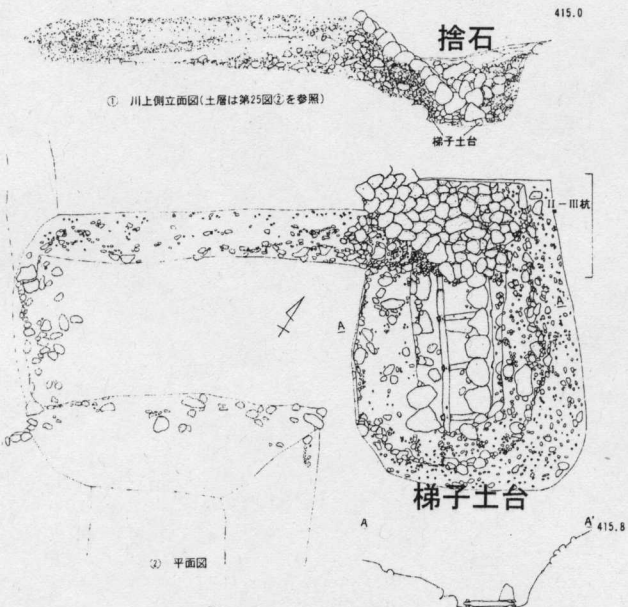 415.0
捨石
① 川上側立面図(土層は第25図②を参照)
梯子土台
II-III杭
A
A'
梯子土台
A
A'
415.8
③ 平面図